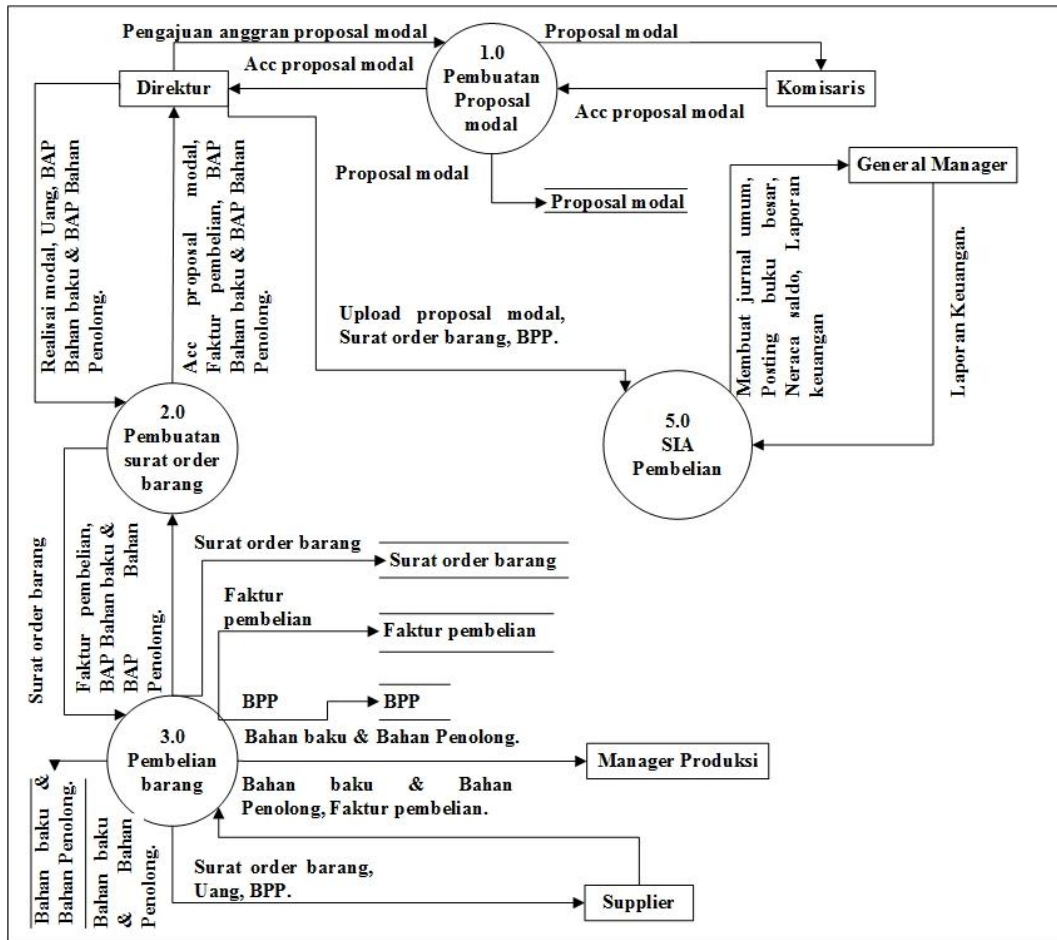 Pengajuan anggran proposal modal
Proposal modal
Acc proposal modal
1.0
Pembuatan
Proposal
modal
Direktur
Komisaris
Acc proposal modal
Proposal modal
Proposal modal
General Manager
Realisai modal, Uang, BAP
Bahan baku & BAP Bahan
Penolong.
Acc proposal modal,
Faktur pembelian, BAP
Bahan baku & BAP Bahan
Penolong.
Upload proposal modal,
Surat order barang, BPP.
Membuat jurnal umum,
Posting buku besar,
Neraca saldo, Laporan
keuangan
Laporan Keuangan.
2.0
Pembuatan
surat order
barang
5.0
SIA
Pembelian
Surat order barang
Faktur pembelian,
BAP Bahan baku &
BAP Bahan
Penolong.
Surat order barang
Surat order barang
Faktur
pembelian
Faktur pembelian
BPP
BPP
3.0
Pembelian
barang
Bahan baku & Bahan Penolong.
Manager Produksi
Bahan baku & Bahan
Penolong, Faktur pembelian.
Bahan baku &
Bahan Penolong.
Bahan baku
& Bahan
Penolong.
Surat order barang,
Uang, BPP.
Supplier